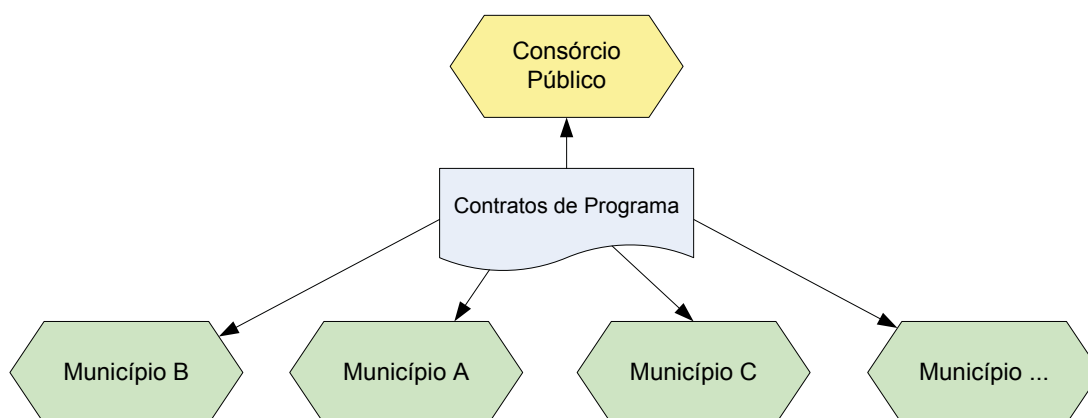 Consórcio
Público
Contratos de Programa
Município B
Município A
Município C
Município ...